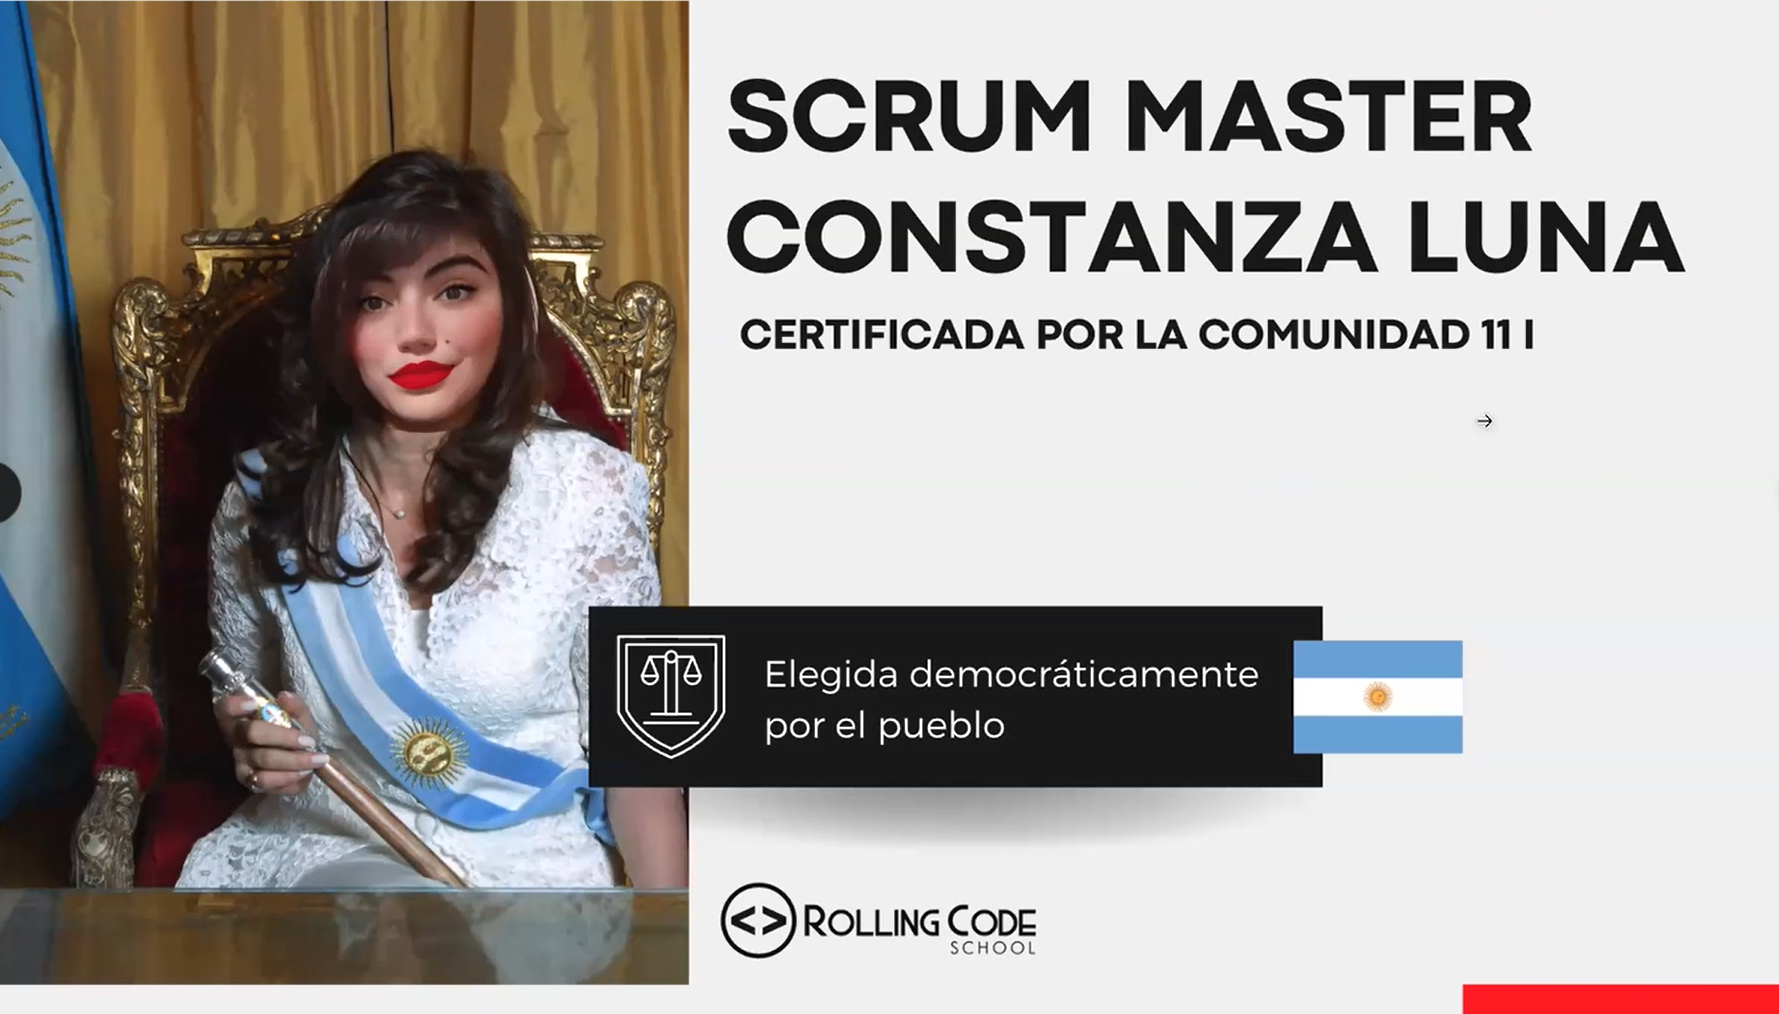 SCRUM MASTER
CONSTANZA LUNA
CERTIFICADA POR LA COMUNIDAD 11 I
Elegida democráticamente
por el pueblo
ROLLING CODE
SCHOOL